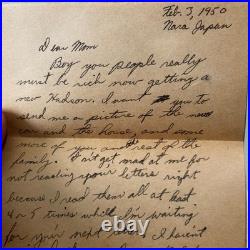 Feb. 3, 1950
Nara Japan
Dear Mom
Boy you people really
must be rich now getting a
new Hudson. I want you to
send me a picture of the new
car and the house, and some
more of you and the rest of the
family. Don't get mad at me for
not reading your letters right
because I read them all at least
4 or 5 times while I'm waiting
for your next one. I haven't